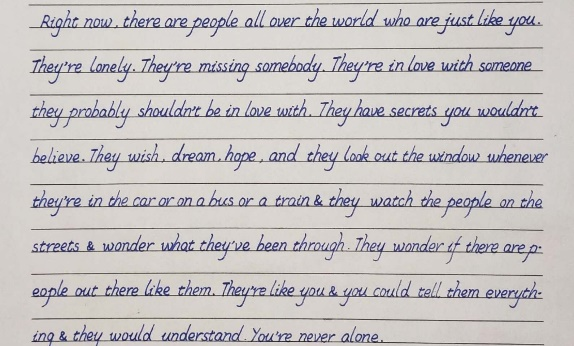 Right now, there are people all over the world who are just like you.
They're lonely. They're missing somebody. They're in love with someone
they probably shouldn't be in love with. They have secrets you wouldn't
believe. They wish, dream, hope, and they look out the window whenever
they're in the car or on a bus or a train & they watch the people on the
streets & wonder what they've been through. They wonder if there are p-
eople out there like them. They're like you & you could tell them everyth-
ing & they would understand. You're never alone.